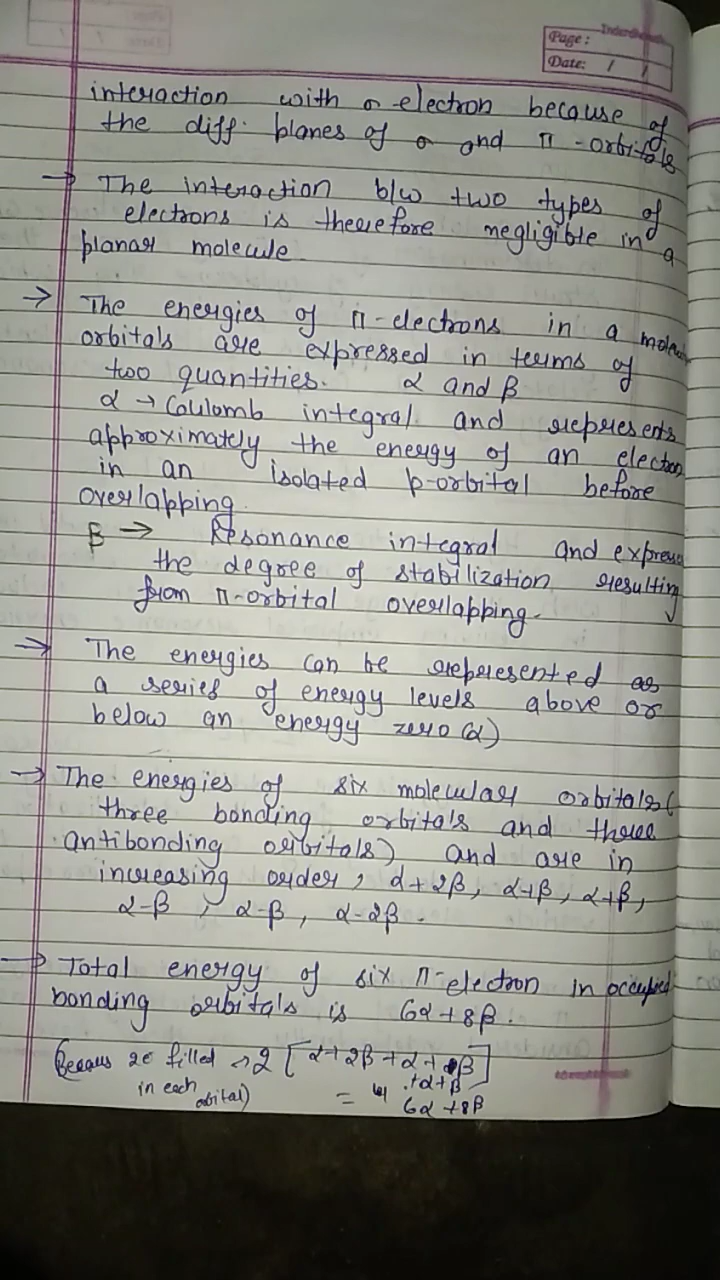 Page :
Date: / /
interaction with σ electron because of
the diff. planes of σ and π-orbitals
→ The interaction b/w two types of
electrons is therefore negligible in a
planar molecule
→ The energies of π-electrons in a
orbitals are expressed in terms of
two quantities. α and β
α → Coulomb integral and represents
approximately the energy of an electron
in an isolated p-orbital before
overlapping
β → Resonance integral and express
the degree of stabilization resulting
from π-orbital overlapping.
→ The energies can be represented as
a series of energy levels above or
below an energy zero (α)
→ The energies of six molecular orbitals (
three bonding orbitals and three
antibonding orbitals) and are in
increasing order, α+2β, α+β, α+β,
α-β, α-β, α-2β.
→ Total energy of six π-electron in occupied
bonding orbitals is 6α+8β.
2e filled → 2 [α+2β+α+β]
+α+β
in each orbital)
= 6α+8β